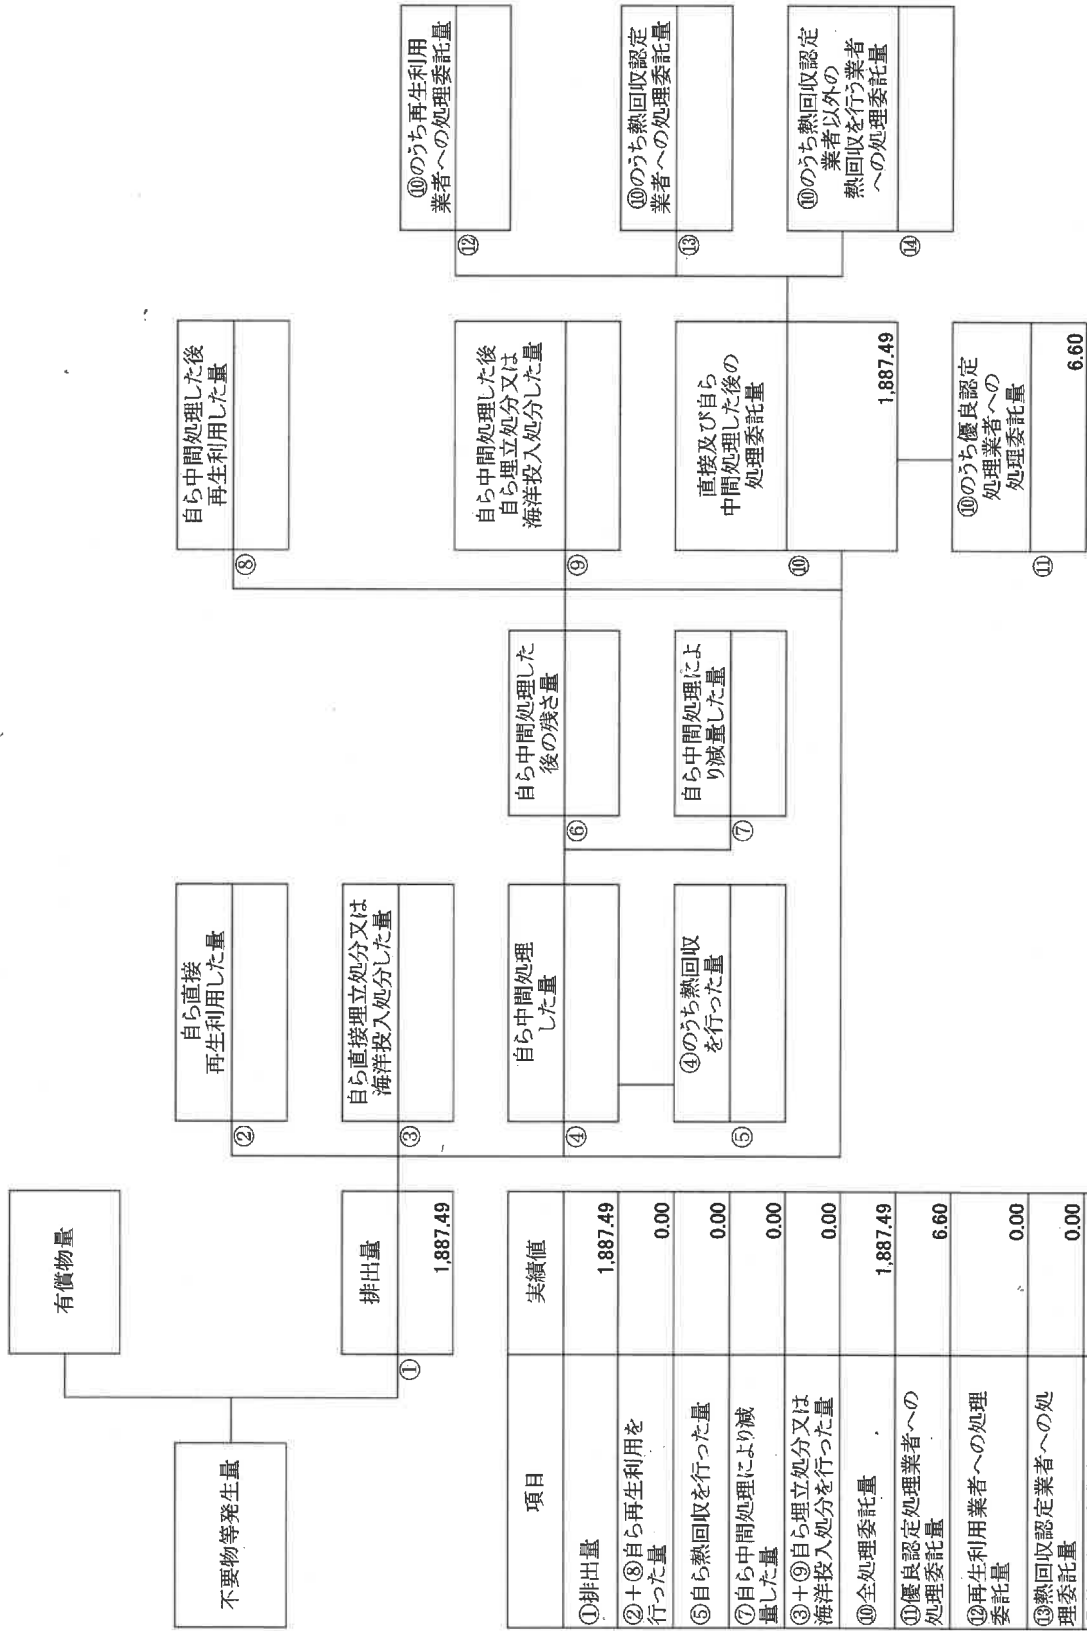 不要物等発生量
有償物量
①
排出量
1,887.49
②
自ら直接
再生利用した量
③
自ら直接埋立処分又は
海洋投入処分した量
④
自ら中間処理
した量
⑤
④のうち熱回収
を行った量
⑥
自ら中間処理した
後の残さ量
⑦
自ら中間処理によ
り減量した量
⑧
自ら中間処理した後
再生利用した量
⑨
自ら中間処理した後
自ら埋立処分又は
海洋投入処分した量
⑩
直接及び自ら
中間処理した後の
処理委託量
1,887.49
⑪
⑩のうち優良認定
処理業者への
処理委託量
6.60
⑫
⑩のうち再生利用
業者への処理委託量
⑬
⑩のうち熱回収認定
業者への処理委託量
⑭
⑩のうち熱回収認定
業者以外の
熱回収を行う業者
への処理委託量
項目 実績値
①排出量 1,887.49
②+⑧自ら再生利用を
行った量 0.00
⑤自ら熱回収を行った量 0.00
⑦自ら中間処理により減
量した量 0.00
③+⑨自ら埋立処分又は
海洋投入処分を行った量 0.00
⑩全処理委託量 1,887.49
⑪優良認定処理業者への
処理委託量 6.60
⑫再生利用業者への処理
委託量 0.00
⑬熱回収認定業者への処
理委託量 0.00